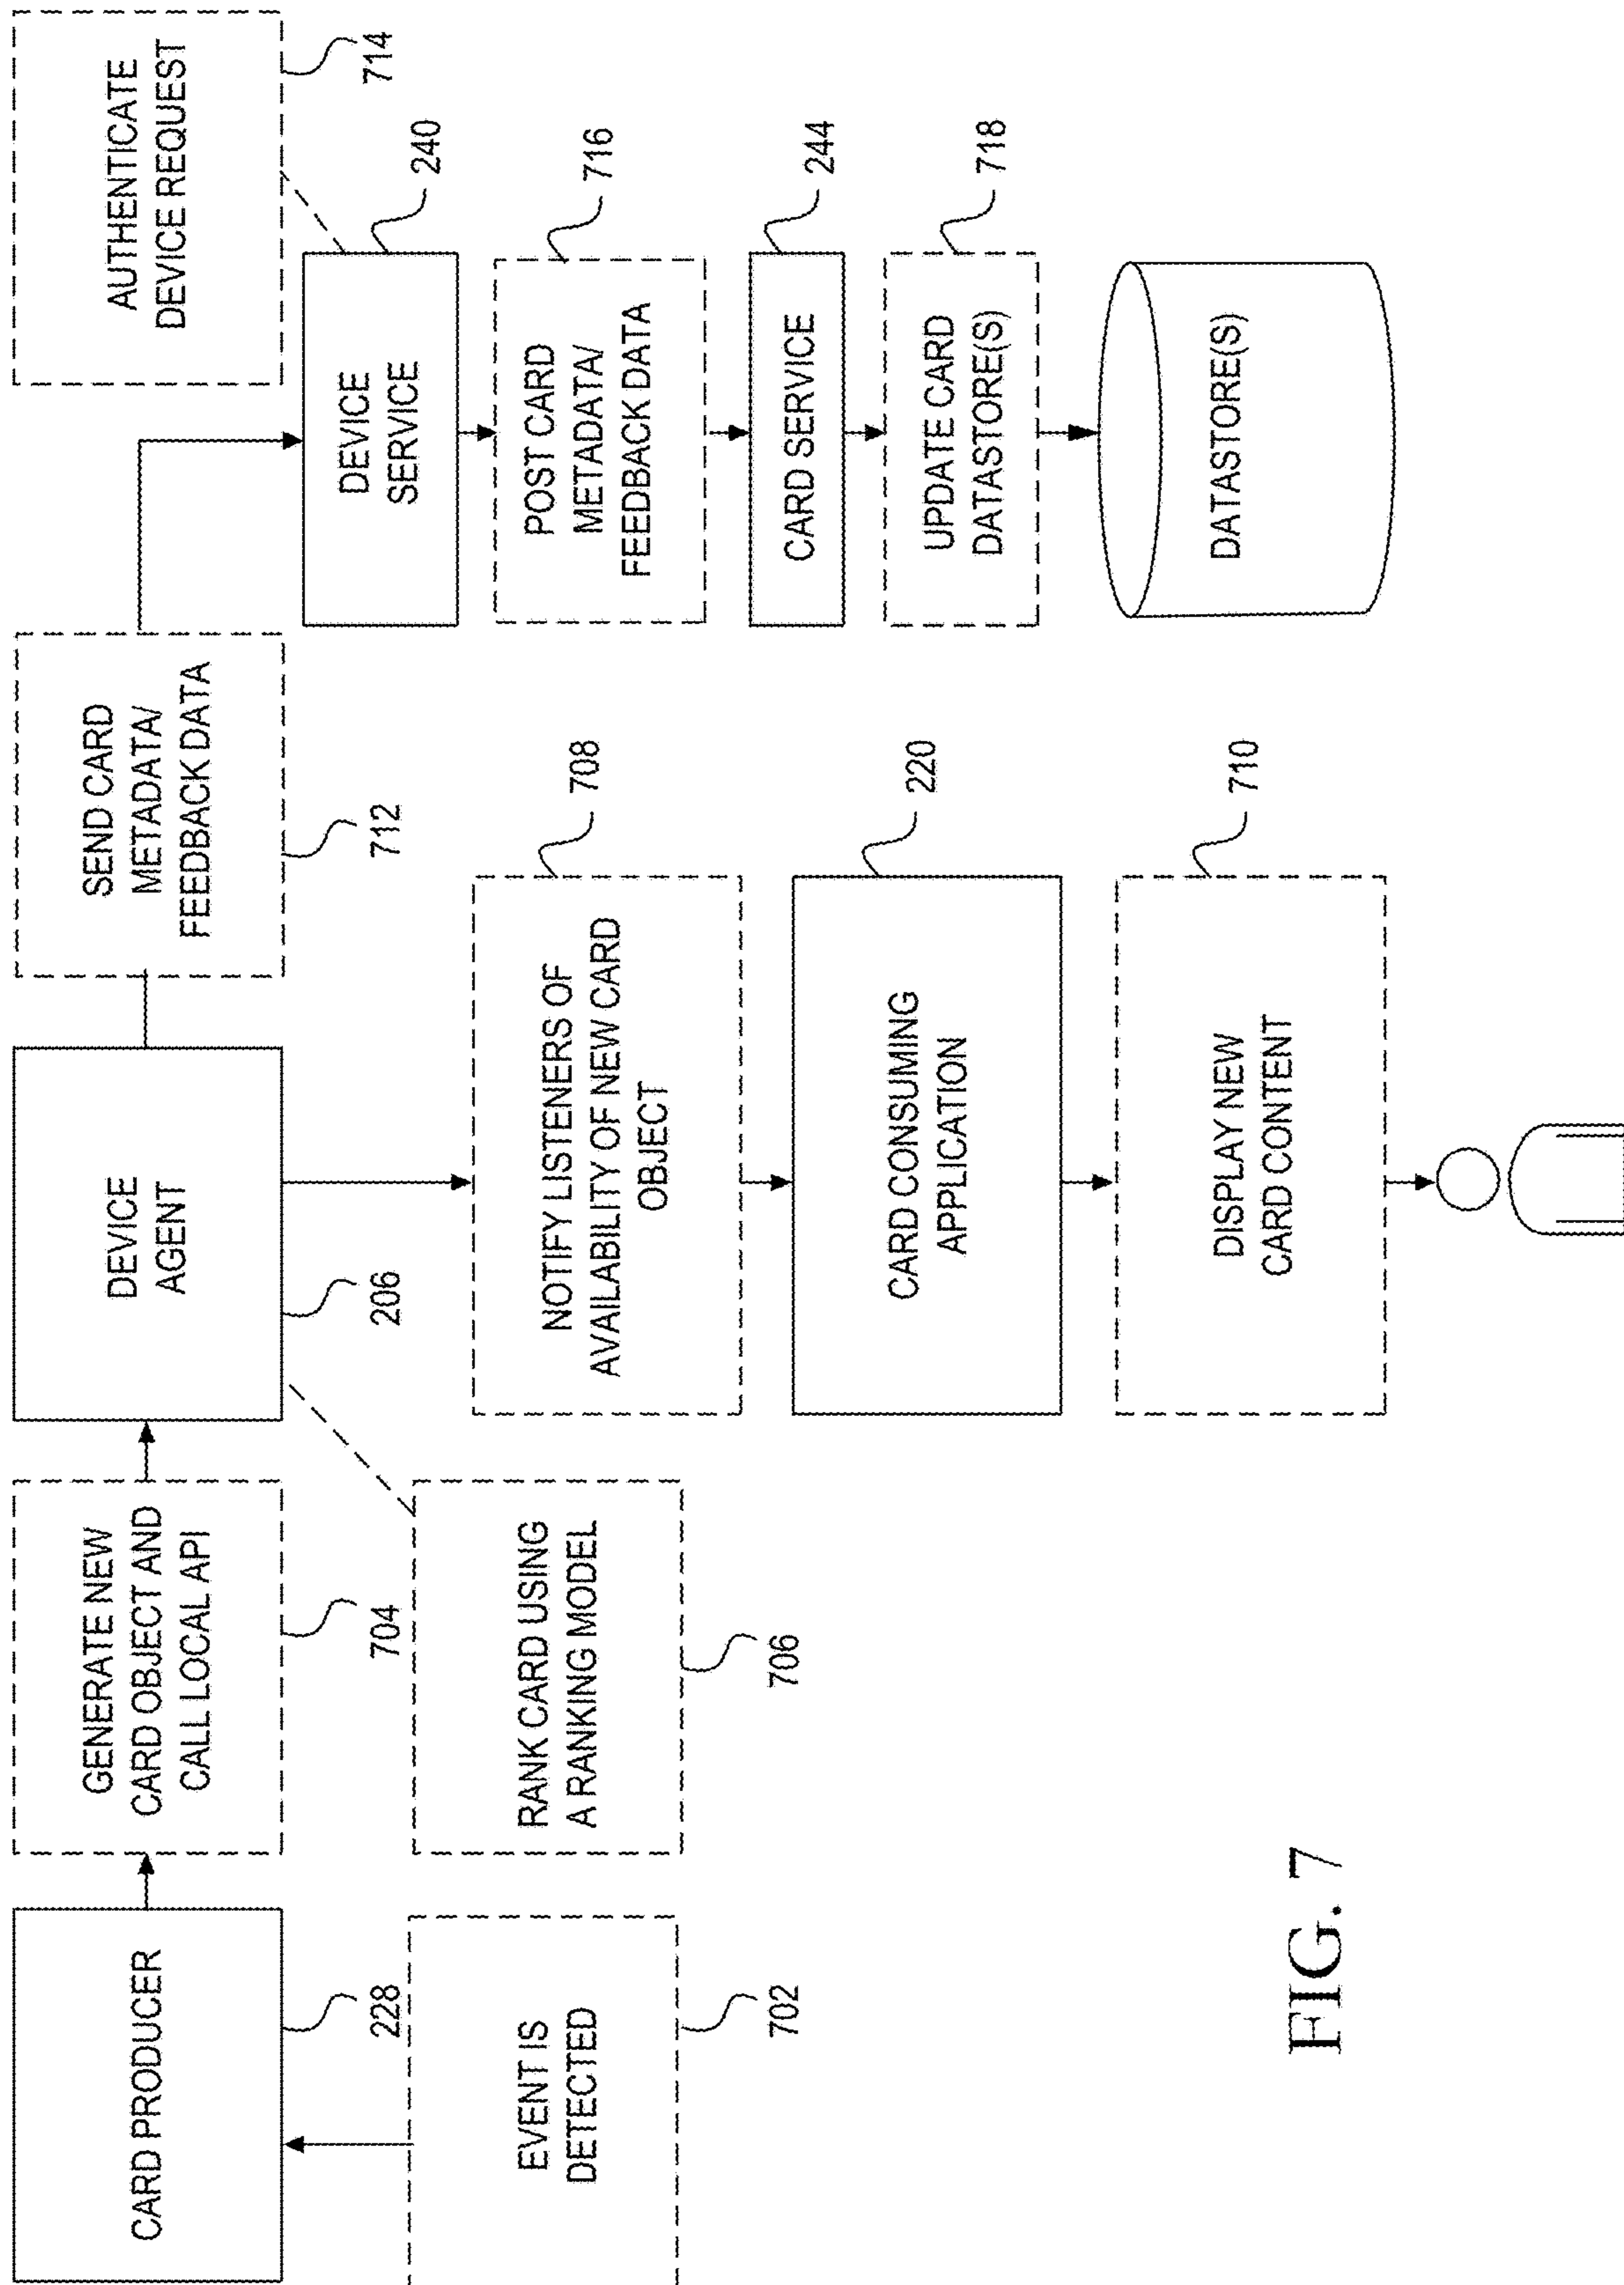 CARD PRODUCER
228
EVENT IS
DETECTED
702
GENERATE NEW
CARD OBJECT AND
CALL LOCAL API
704
RANK CARD USING
A RANKING MODEL
706
DEVICE
AGENT
206
NOTIFY LISTENERS OF
AVAILABILITY OF NEW CARD
OBJECT
708
CARD CONSUMING
APPLICATION
220
DISPLAY NEW
CARD CONTENT
710
SEND CARD
METADATA/
FEEDBACK DATA
712
AUTHENTICATE
DEVICE REQUEST
714
DEVICE
SERVICE
240
POST CARD
METADATA/
FEEDBACK DATA
716
CARD SERVICE
244
UPDATE CARD
DATASTORE(S)
718
DATASTORE(S)
FIG. 7